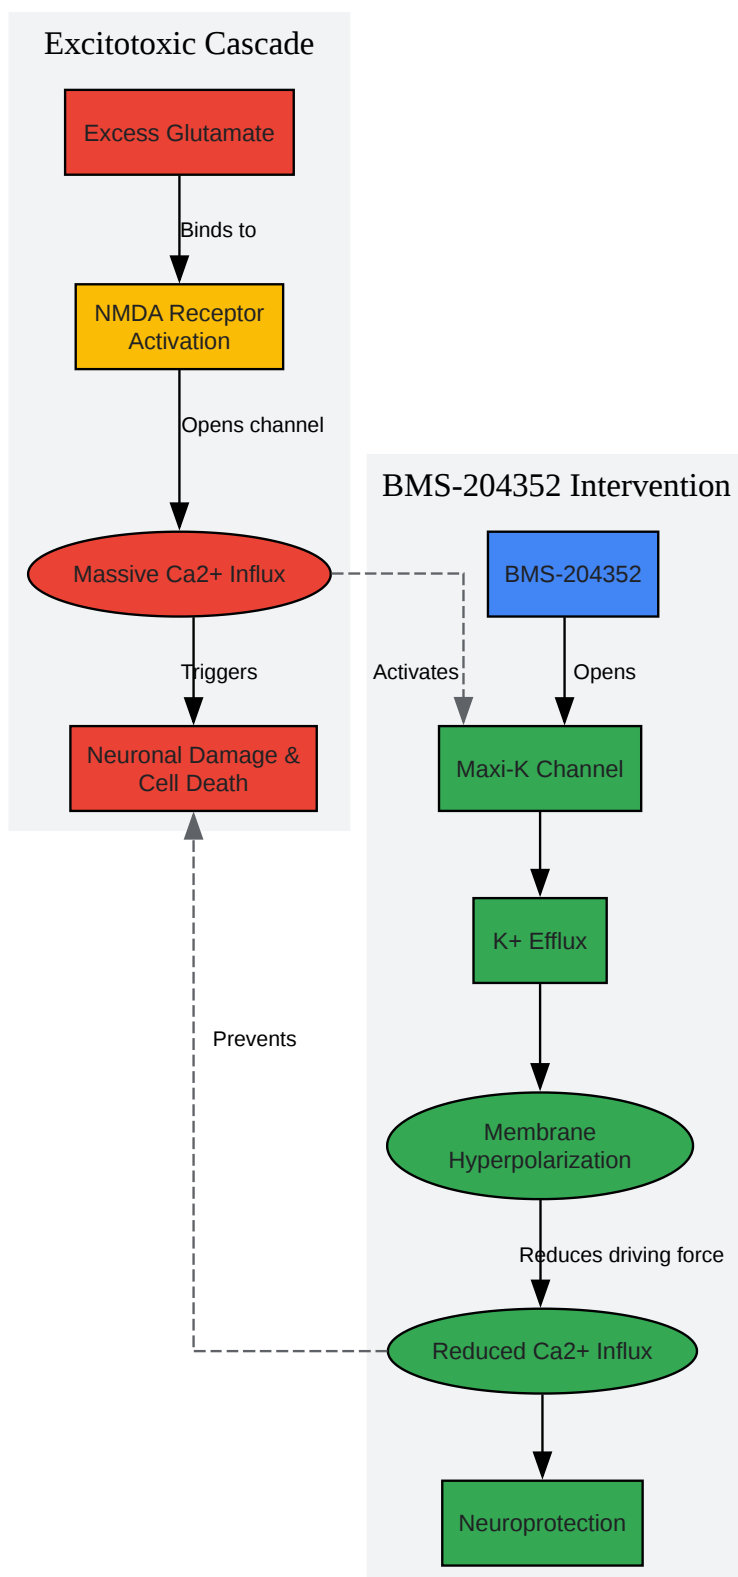 Excitotoxic Cascade
Excess Glutamate
Binds to
NMDA Receptor
Activation
Opens channel
Massive Ca2+ Influx
Triggers
Neuronal Damage &
Cell Death
BMS-204352 Intervention
BMS-204352
Activates
Opens
Maxi-K Channel
K+ Efflux
Prevents
Membrane
Hyperpolarization
Reduces driving force
Reduced Ca2+ Influx
Neuroprotection